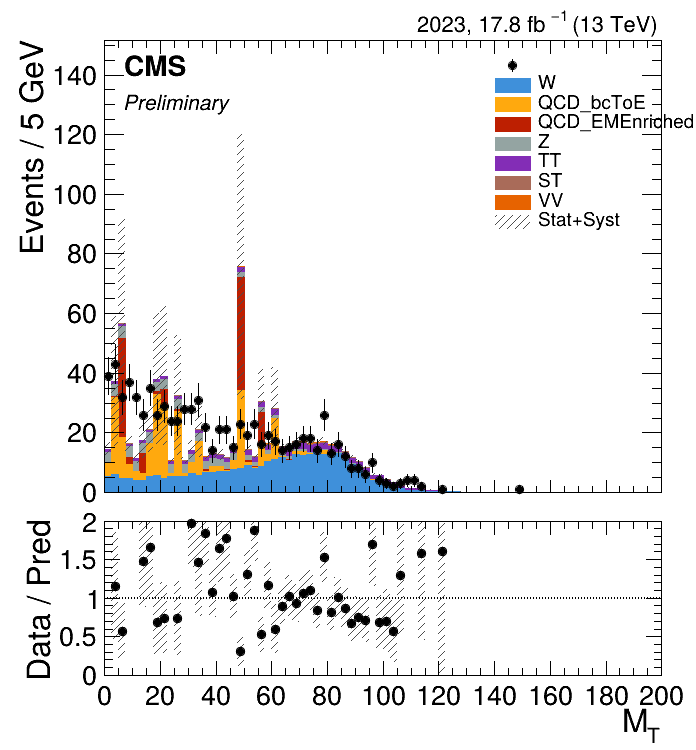 2023, 17.8 fb⁻¹ (13 TeV)
CMS
Preliminary
Events / 5 GeV
140
120
100
80
60
40
20
0
W
QCD_bcToE
QCD_EMEnriched
Z
TT
ST
VV
Stat+Syst
Data / Pred
2
1.5
1
0.5
0
0 20 40 60 80 100 120 140 160 180 200
M_T